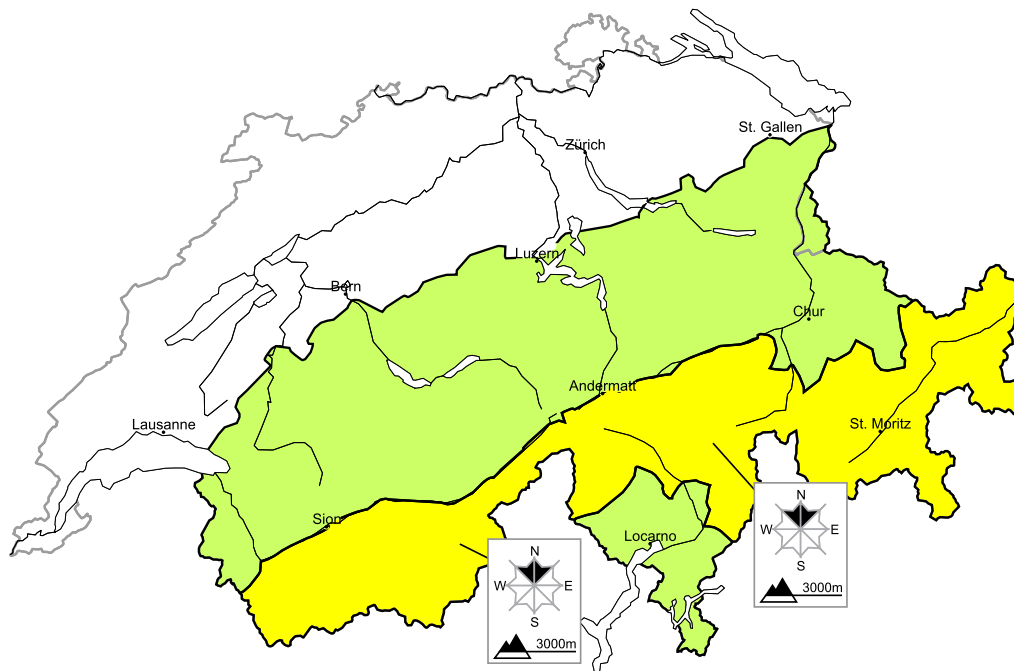 St. Gallen
Zürich
Luzern
Bern
Chur
Andermatt
Lausanne
St. Moritz
Sion
Locarno
N
W E
S
3000m
N
W E
S
3000m